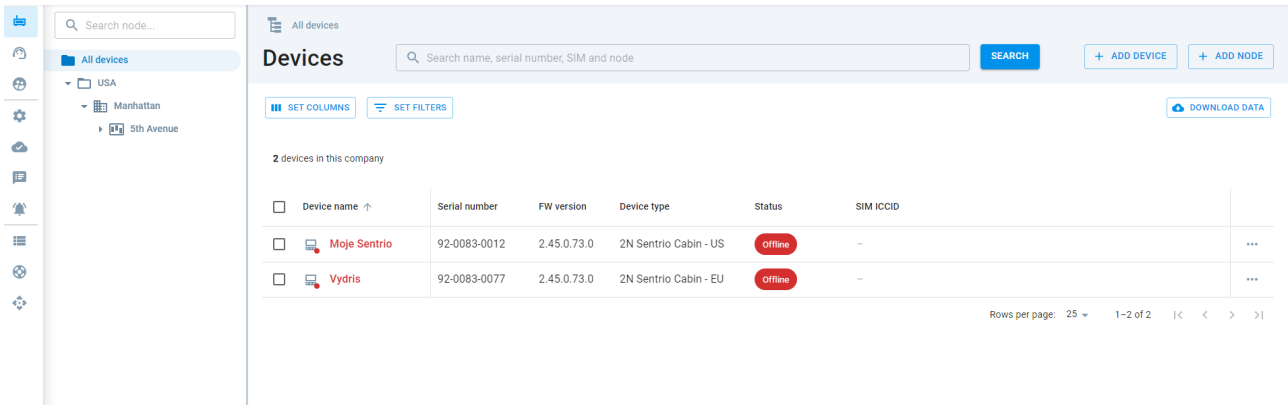 Search node...
All devices
USA
Manhattan
5th Avenue
All devices
Devices
Search name, serial number, SIM and node
SEARCH
+ ADD DEVICE
+ ADD NODE
SET COLUMNS
SET FILTERS
DOWNLOAD DATA
2 devices in this company
Device name ↑ Serial number FW version Device type Status SIM ICCID
Moje Sentrio 92-0083-0012 2.45.0.73.0 2N Sentrio Cabin - US Offline –
Vydris 92-0083-0077 2.45.0.73.0 2N Sentrio Cabin - EU Offline –
Rows per page: 25 1–2 of 2